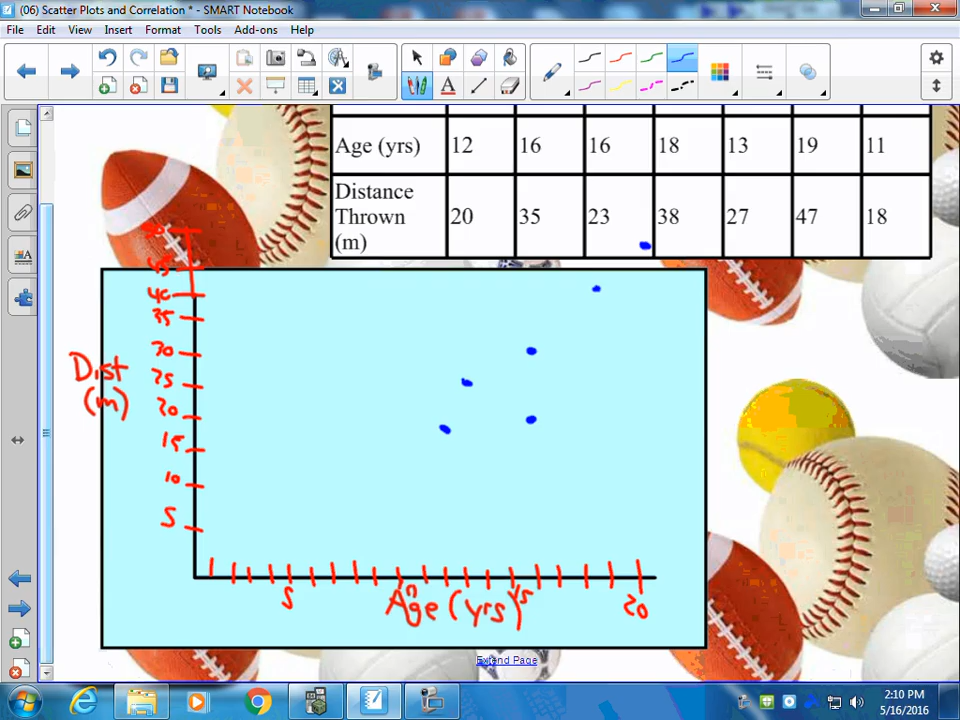 (06) Scatter Plots and Correlation * - SMART Notebook
File Edit View Insert Format Tools Add-ons Help
Age (yrs) 12 16 16 18 13 19 11
Distance
Thrown
(m)
20 35 23 38 27 47 18
50
45
40
35
30
Dist
(m)
25
20
15
10
5
5 10 15 20
Age (yrs)
Extend Page
2:10 PM
5/16/2016